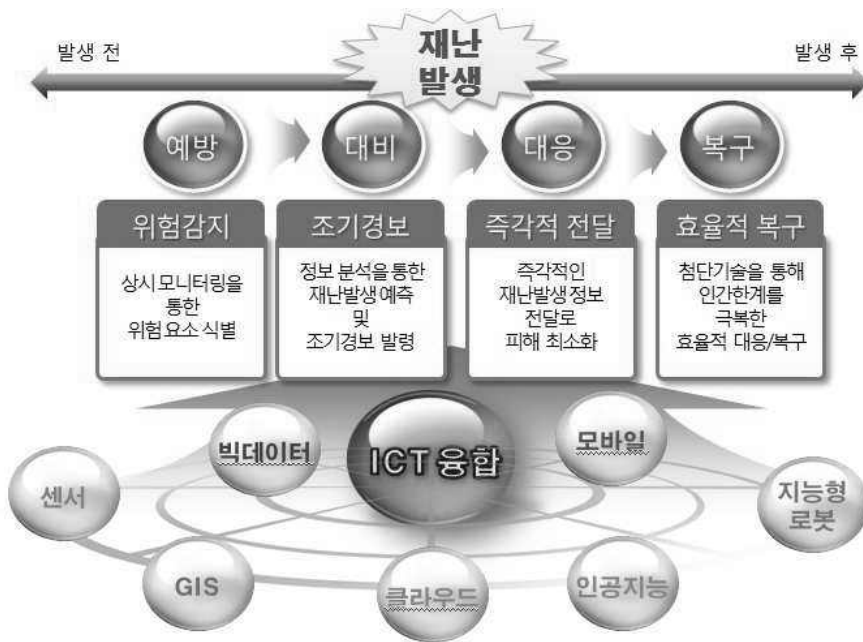 발생 전
재난
발생
발생 후
예방
대비
대응
복구
위험감지
상시 모니터링을
통한
위험 요소 식별
조기경보
정보 분석을 통한
재난발생 예측
및
조기경보 발령
즉각적 전달
즉각적인
재난발생 정보
전달로
피해 최소화
효율적 복구
첨단기술을 통해
인간한계를
극복한
효율적 대응/복구
센서
빅데이터
ICT 융합
모바일
지능형
로봇
GIS
클라우드
인공지능